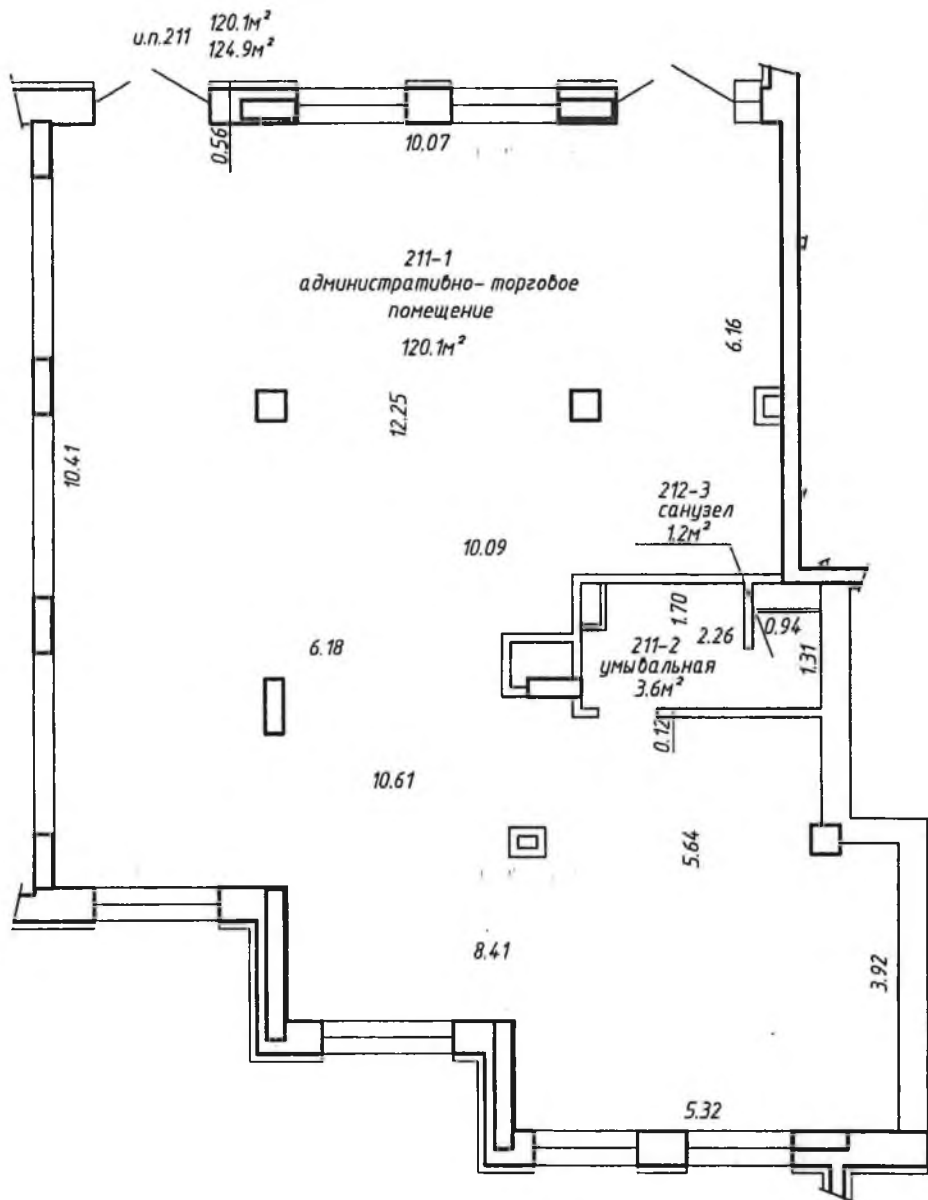 и.п.211 120.1м²
124.9м²
0.56
10.07
211-1
административно- торговое
помещение
120.1м²
6.16
12.25
10.41
212-3
санузел
1.2м²
10.09
1.70
2.26
0.94
6.18
211-2
умывальная
3.6м²
1.31
0.12
10.61
5.64
8.41
3.92
5.32